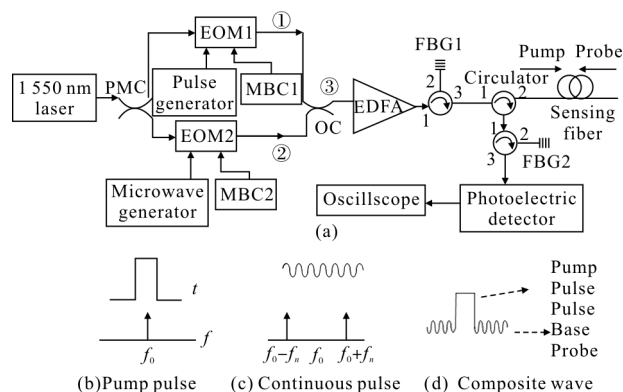 ①
EOM1
FBG1
Pump Probe
1 550 nm
laser
PMC
Pulse
generator
MBC1
③
2
EDFA
1
3
Circulator
1
2
Sensing
fiber
OC
EOM2
②
1
2
3
FBG2
Microwave
generator
MBC2
Oscillscope
Photoelectric
detector
(a)
t
f
f₀
(b)Pump pulse
f₀−fₙ f₀ f₀+fₙ
(c) Continuous pulse
Pump
Pulse
Pulse
Base
Probe
(d) Composite wave